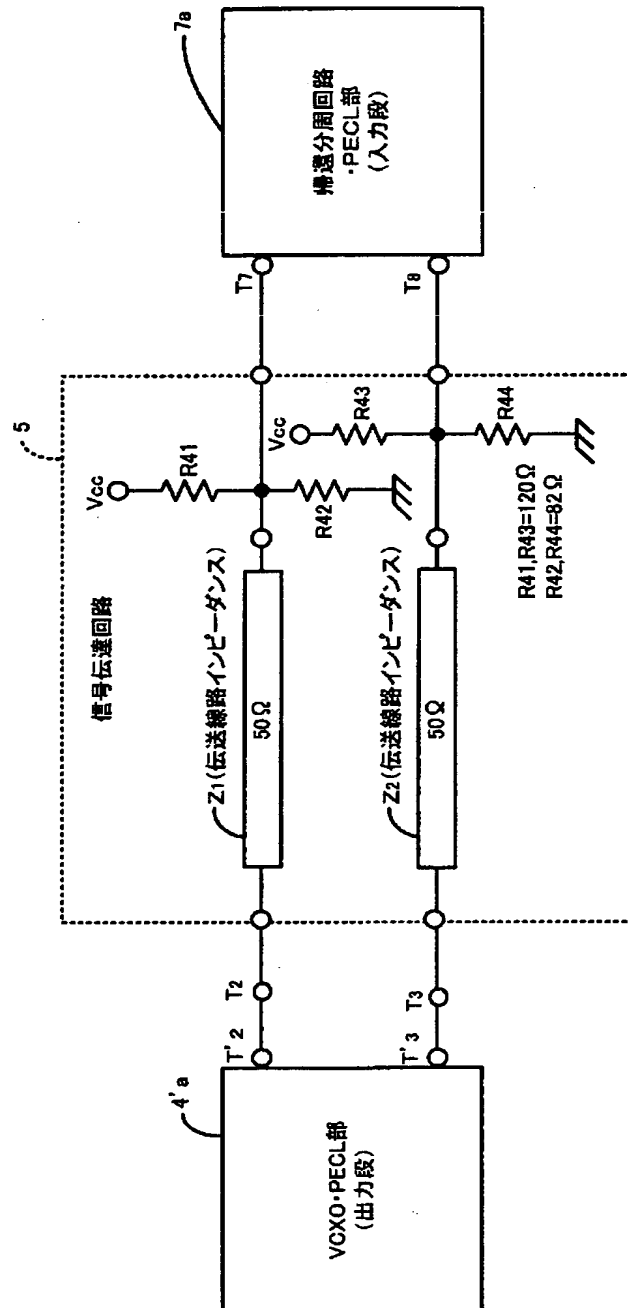 5
信号伝達回路
4'a
VCXO・PECL部
(出力段)
T'2
T2
T'3
T3
Z1(伝送線路インピーダンス)
50Ω
Z2(伝送線路インピーダンス)
50Ω
Vcc
R41
R42
Vcc
R43
R44
R41,R43=120Ω
R42,R44=82Ω
T7
T8
7a
帰還分周回路
・PECL部
(入力段)